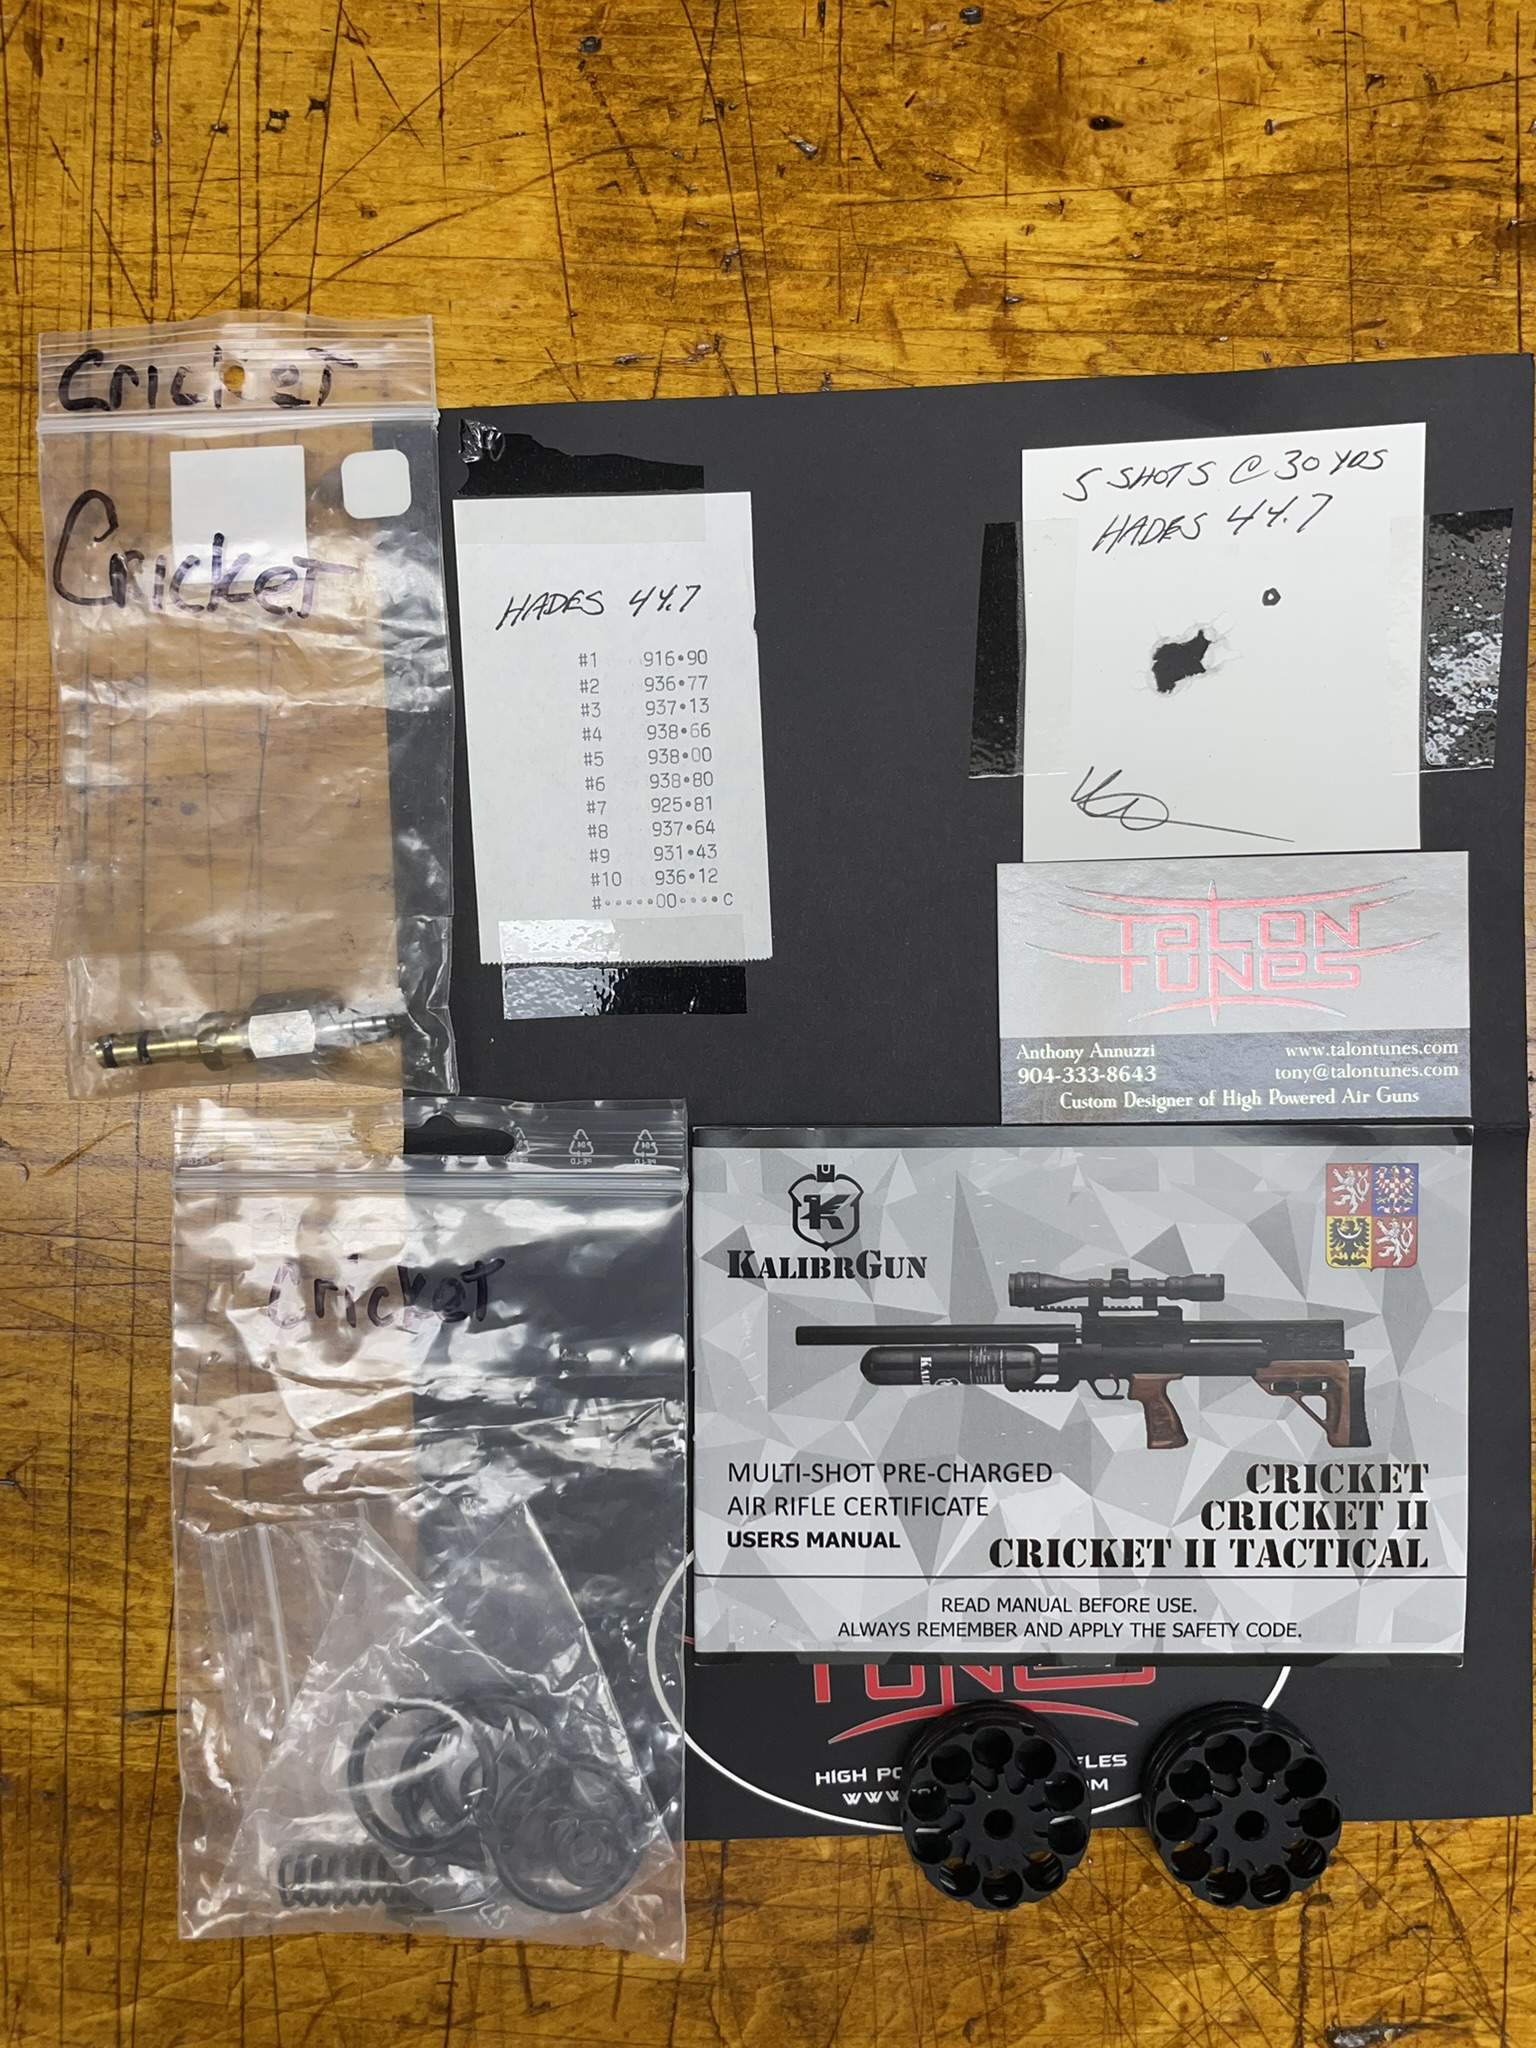 Cricket
Cricket
HADES 44.7
#1 916•90
#2 936•77
#3 937•13
#4 938•66
#5 938•00
#6 938•80
#7 925•81
#8 937•64
#9 931•43
#10 936•12
#•••••00••••C
5 SHOTS @ 30 YDS
HADES 44.7
TALON
TUNES
Anthony Annuzzi www.talontunes.com
904-333-8643 tony@talontunes.com
Custom Designer of High Powered Air Guns
Cricket
K
KALIBRGUN
MULTI-SHOT PRE-CHARGED
AIR RIFLE CERTIFICATE
USERS MANUAL
CRICKET
CRICKET II
CRICKET II TACTICAL
READ MANUAL BEFORE USE.
ALWAYS REMEMBER AND APPLY THE SAFETY CODE.
TUNES
HIGH